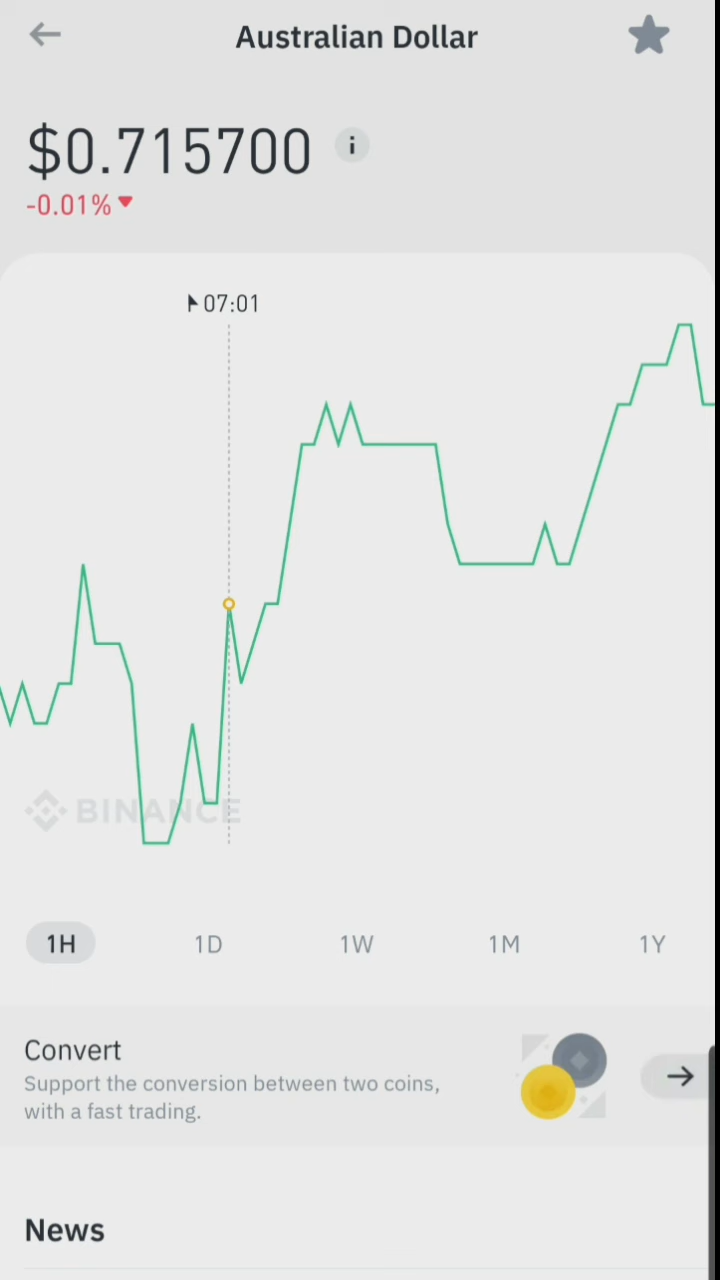 Australian Dollar
$0.715700 i
-0.01%
07:01
BINANCE
1H 1D 1W 1M 1Y
Convert
Support the conversion between two coins,
with a fast trading.
News